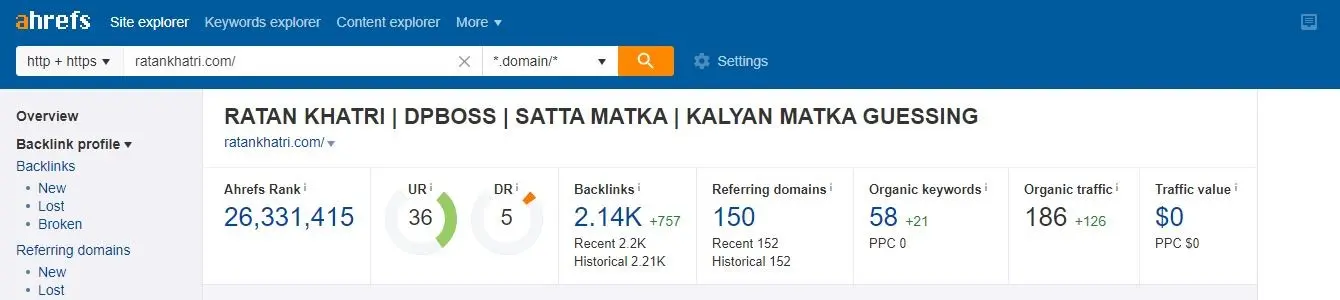 ahrefs Site explorer Keywords explorer Content explorer More
http + https ratankhatri.com/ *.domain/* Settings
Overview
Backlink profile
Backlinks
New
Lost
Broken
Referring domains
New
Lost
RATAN KHATRI | DPBOSS | SATTA MATKA | KALYAN MATKA GUESSING
ratankhatri.com/
Ahrefs Rank i
26,331,415
UR i
36
DR i
5
Backlinks i
2.14K +757
Recent 2.2K
Historical 2.21K
Referring domains i
150
Recent 152
Historical 152
Organic keywords i
58 +21
PPC 0
Organic traffic i
186 +126
Traffic value i
$0
PPC $0